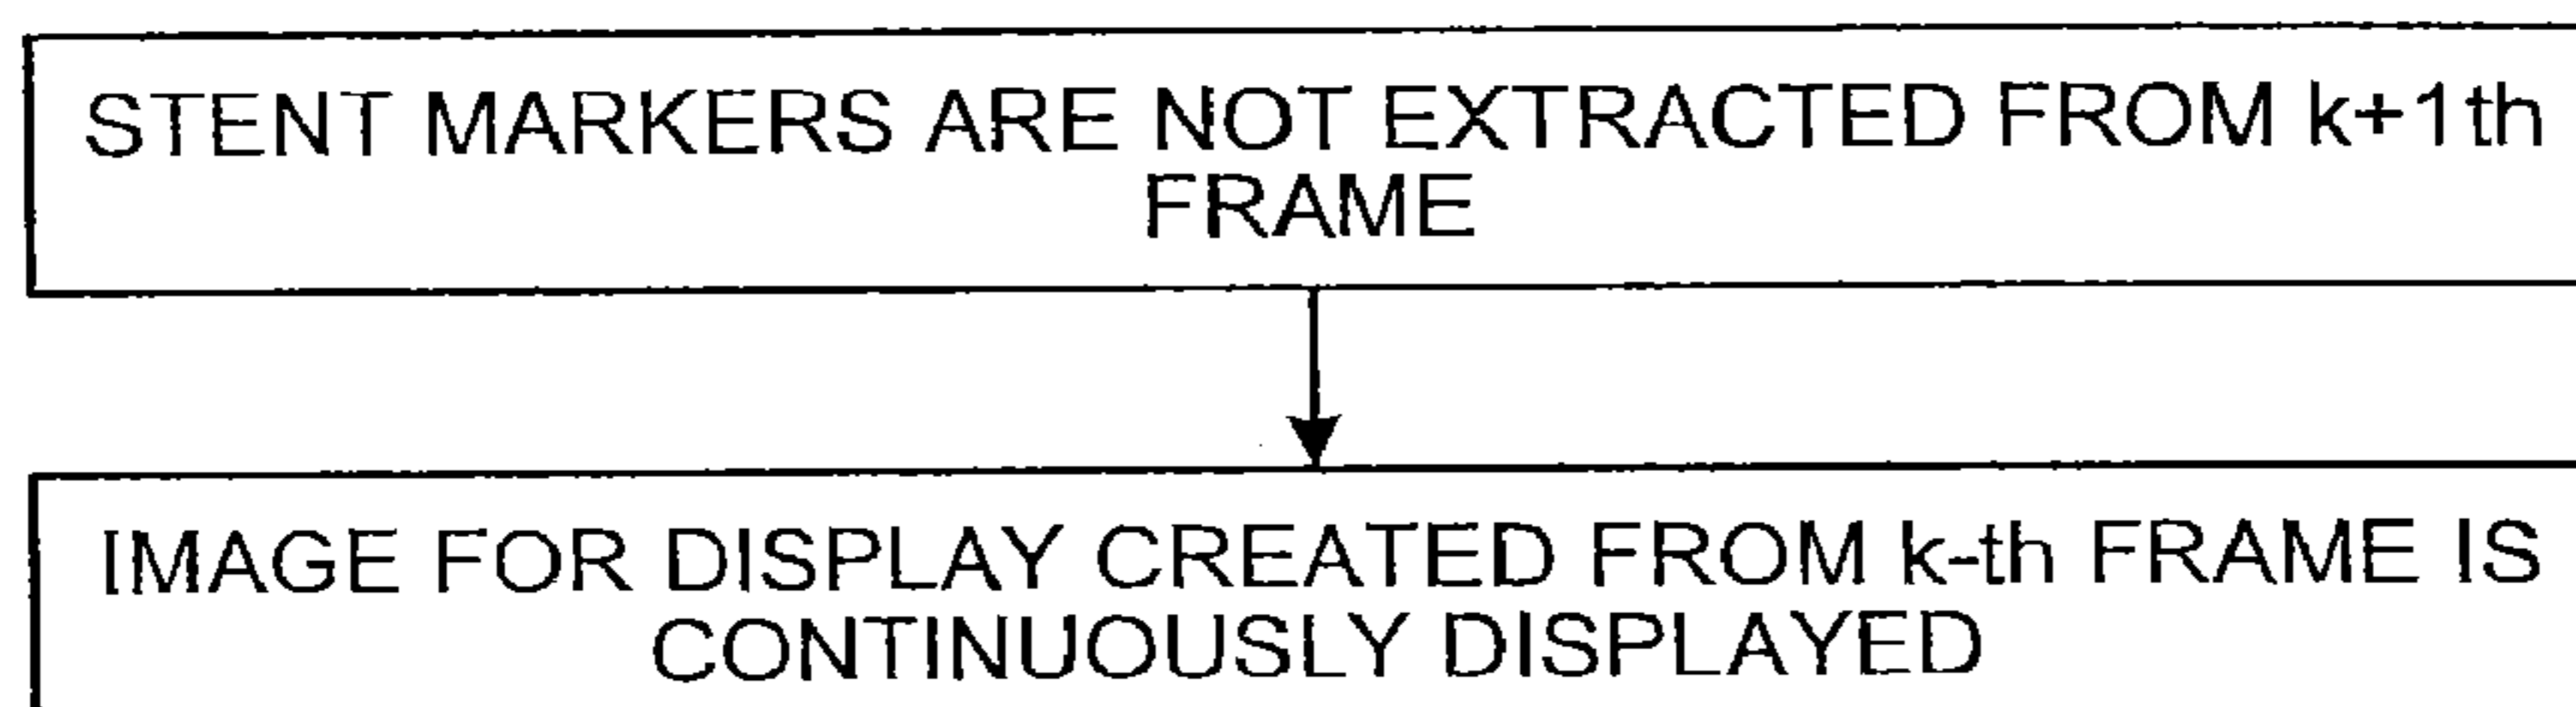 STENT MARKERS ARE NOT EXTRACTED FROM k+1th
FRAME
IMAGE FOR DISPLAY CREATED FROM k-th FRAME IS
CONTINUOUSLY DISPLAYED